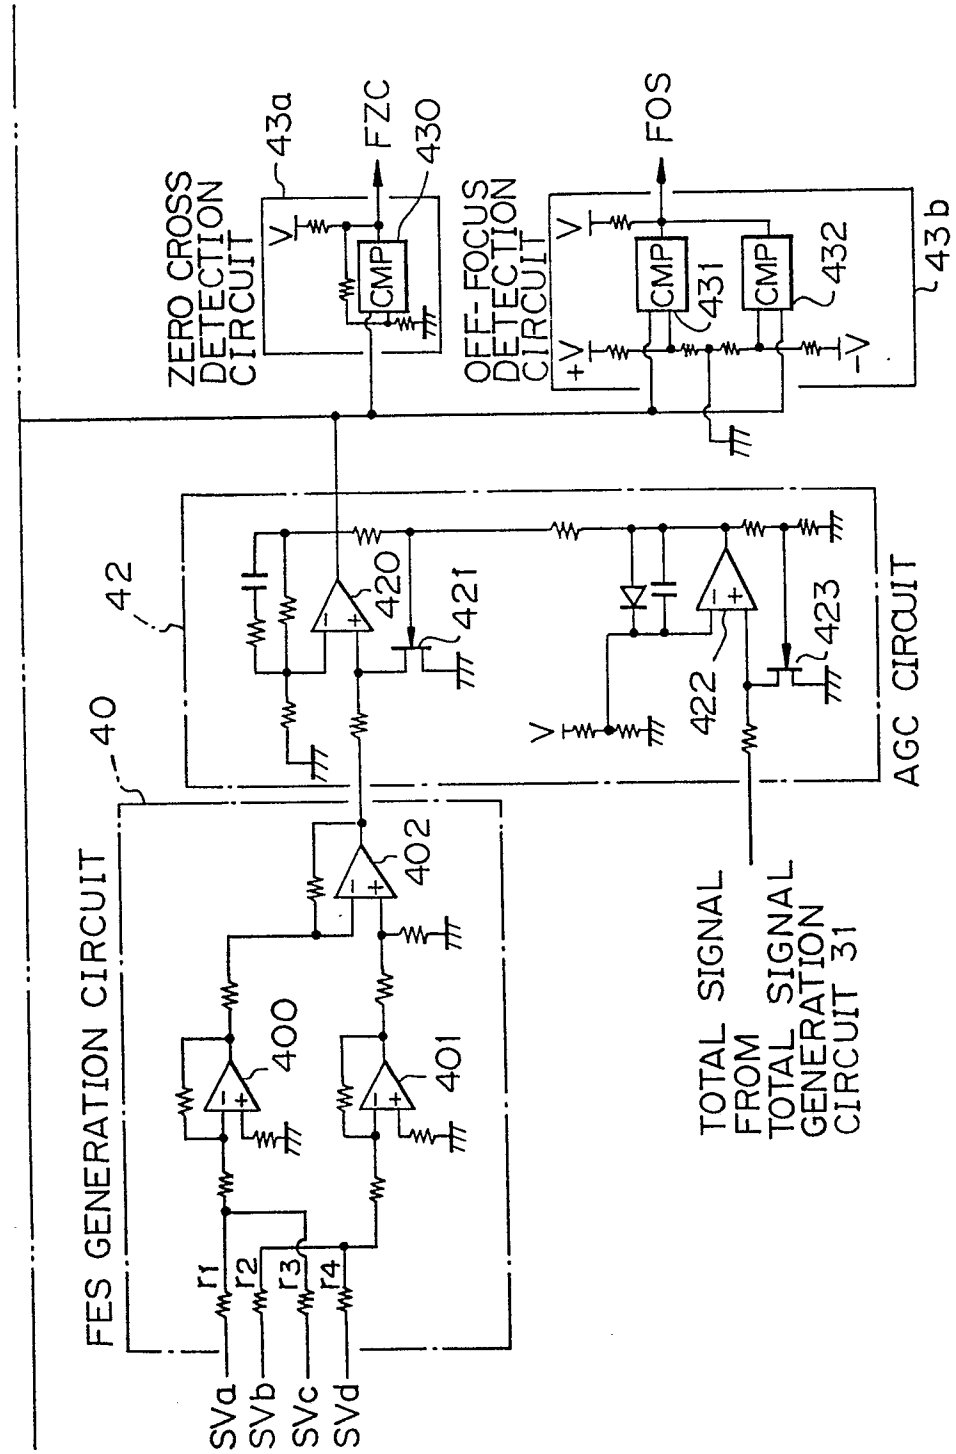 FES GENERATION CIRCUIT
40
SVa
SVb
SVc
SVd
r1
r2
r3
r4
400
401
402
42
420
421
V
422
423
AGC CIRCUIT
TOTAL SIGNAL
FROM
TOTAL SIGNAL
GENERATION
CIRCUIT 31
ZERO CROSS
DETECTION
CIRCUIT
43a
V
CMP
FZC
430
OFF-FOCUS
DETECTION
CIRCUIT
V
+V
-V
CMP
431
CMP
432
FOS
43b